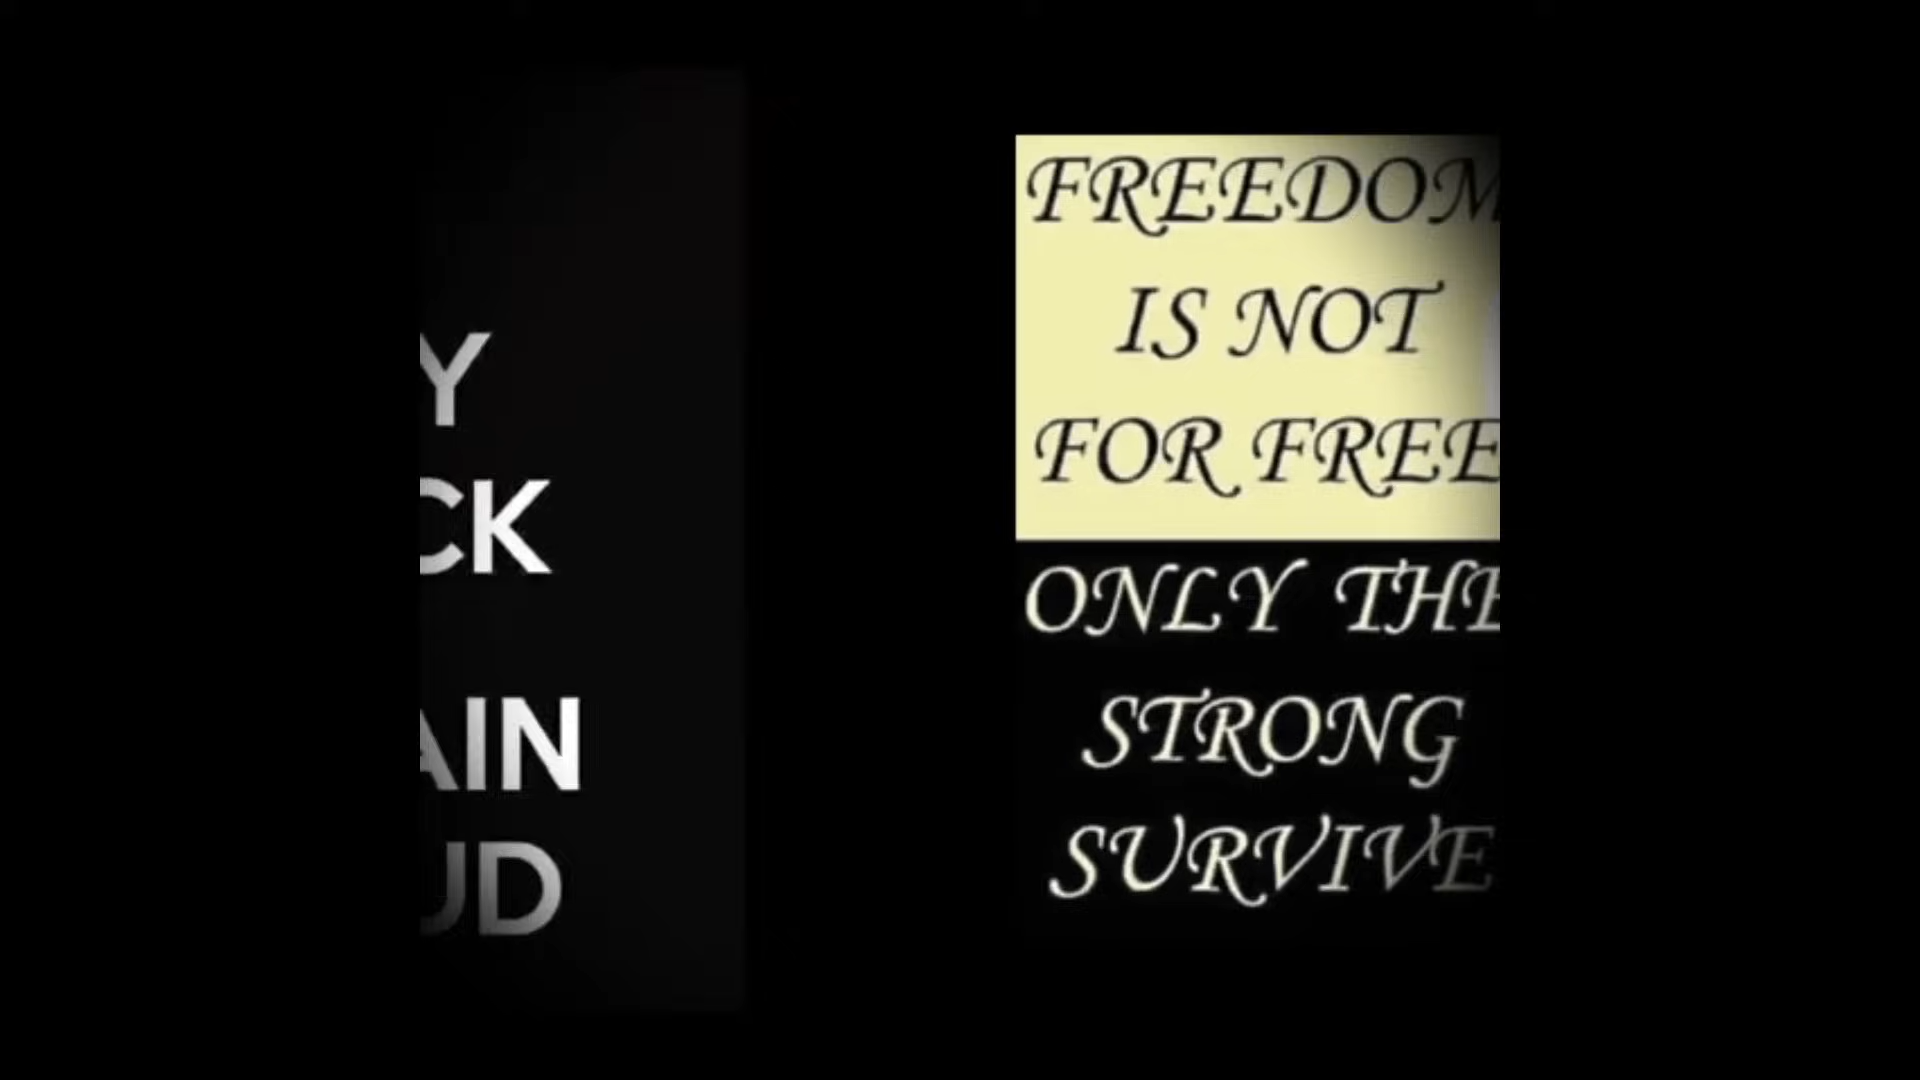 Y
CK
AIN
UD
FREEDOM
IS NOT
FOR FREE
ONLY THE
STRONG
SURVIVE